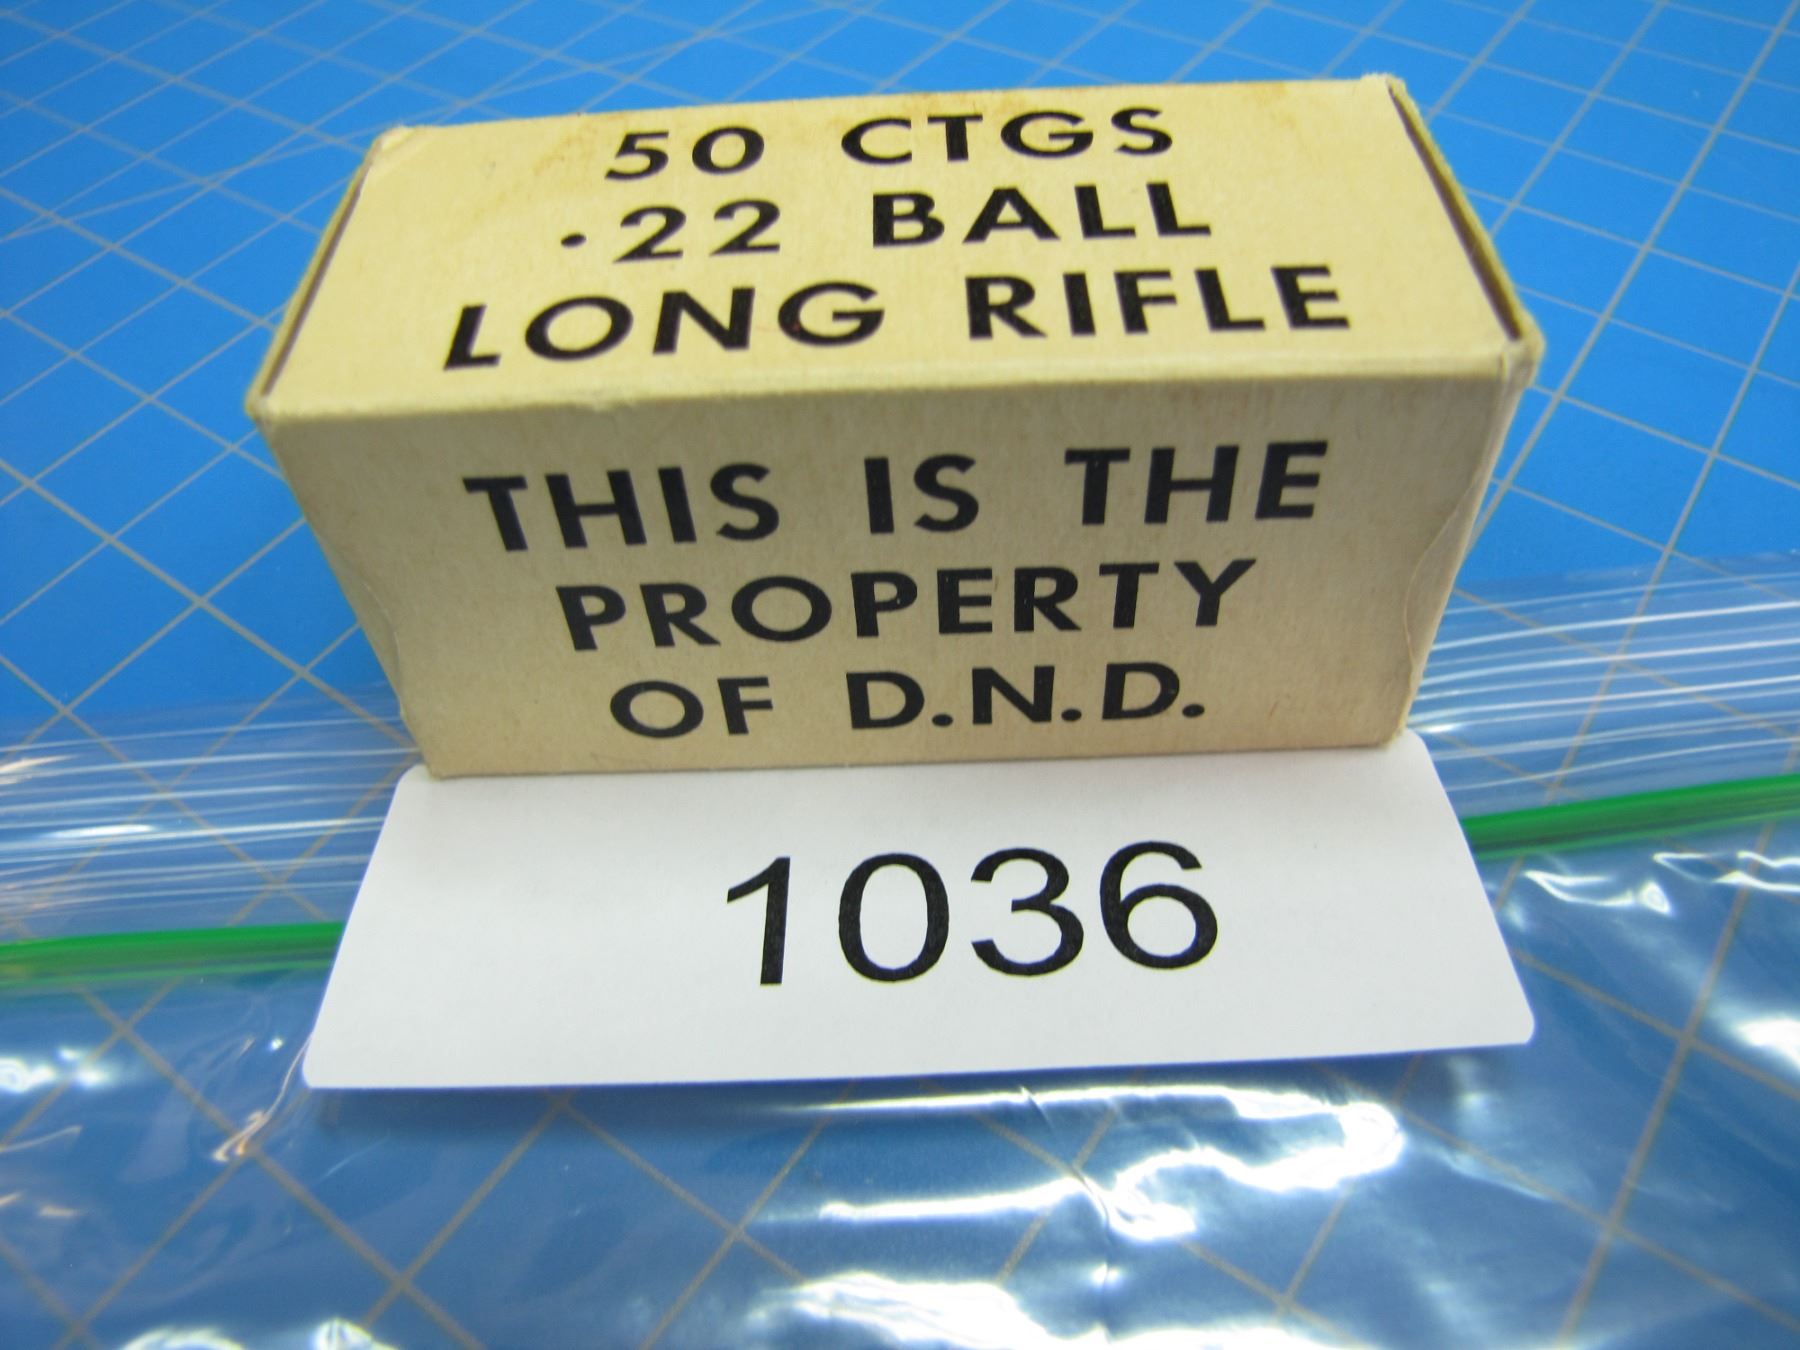 50 CTGS
.22 BALL
LONG RIFLE
THIS IS THE
PROPERTY
OF D.N.D.
1036